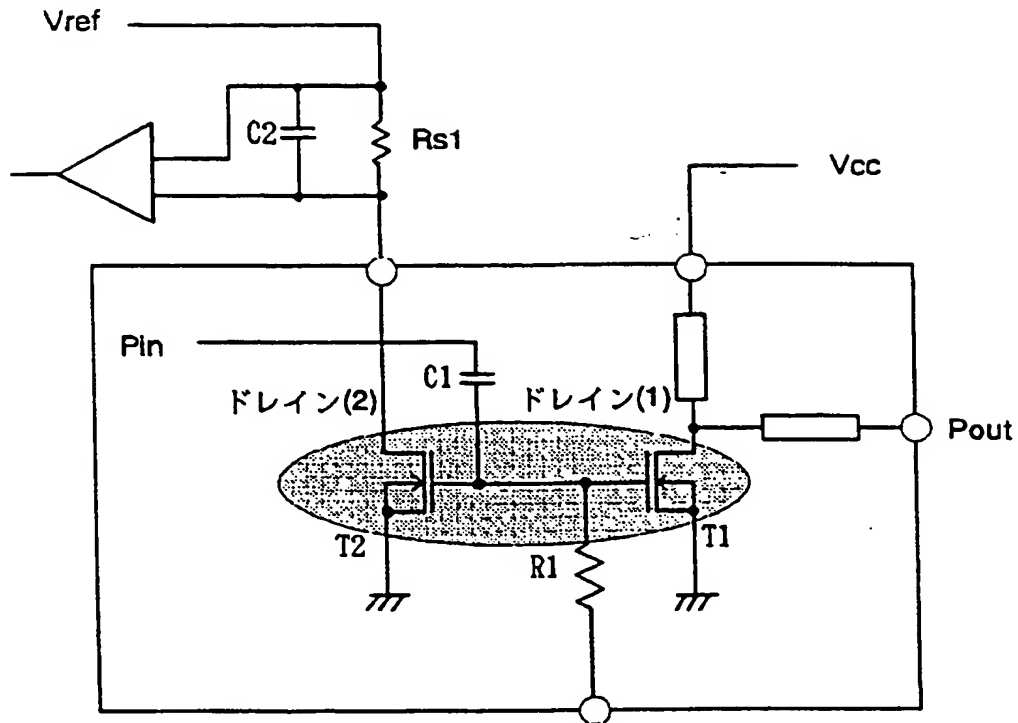 Vref
C2
Rs1
Vcc
Pin
C1
ドレイン(2)
ドレイン(1)
Pout
T2
R1
T1